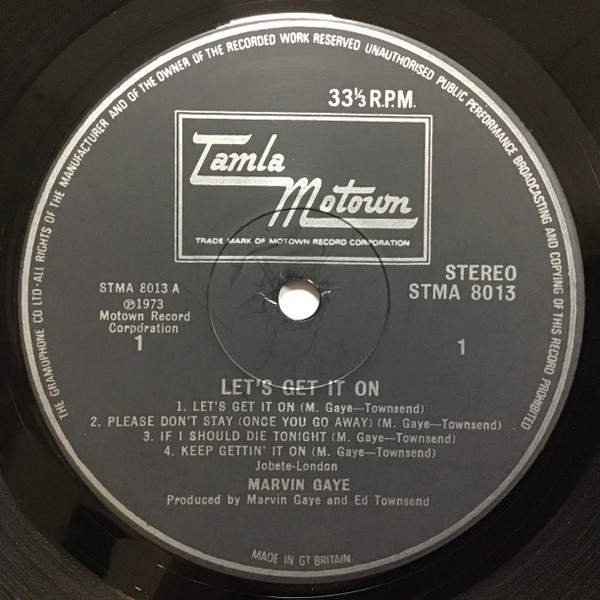 THE GRAMOPHONE CO LTD·ALL RIGHTS OF THE MANUFACTURER AND OF THE OWNER OF THE RECORDED WORK RESERVED UNAUTHORISED PUBLIC PERFORMANCE BROADCASTING AND COPYING OF THIS RECORD PROHIBITED
33⅓ R.P.M.
Tamla
Motown
TRADE MARK OF MOTOWN RECORD CORPORATION
STEREO
STMA 8013
STMA 8013 A
℗1973
Motown Record
Corporation
1
1
LET'S GET IT ON
1. LET'S GET IT ON (M. Gaye—Townsend)
2. PLEASE DON'T STAY (ONCE YOU GO AWAY) (M. Gaye—Townsend)
3. IF I SHOULD DIE TONIGHT (M. Gaye—Townsend)
4. KEEP GETTIN' IT ON (M. Gaye—Townsend)
Jobete-London
MARVIN GAYE
Produced by Marvin Gaye and Ed Townsend
MADE IN GT BRITAIN